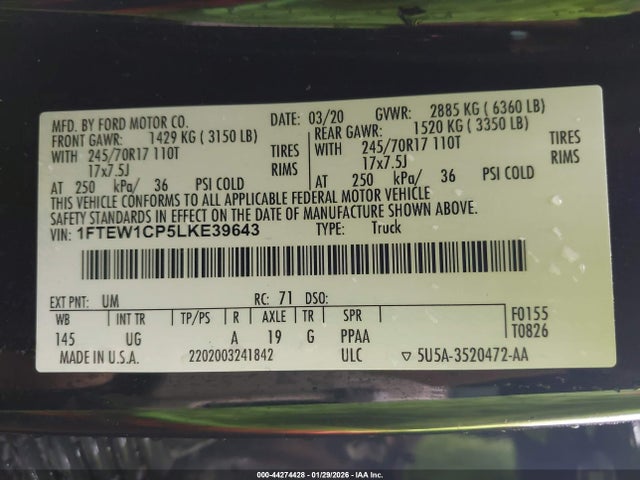 MFD. BY FORD MOTOR CO. DATE: 03/20 GVWR: 2885 KG ( 6360 LB)
FRONT GAWR: 1429 KG ( 3150 LB) REAR GAWR: 1520 KG ( 3350 LB)
WITH 245/70R17 110T TIRES WITH 245/70R17 110T TIRES
17x7.5J RIMS 17x7.5J RIMS
AT 250 kPa/ 36 PSI COLD AT 250 kPa/ 36 PSI COLD
THIS VEHICLE CONFORMS TO ALL APPLICABLE FEDERAL MOTOR VEHICLE
SAFETY STANDARDS IN EFFECT ON THE DATE OF MANUFACTURE SHOWN ABOVE.
VIN: 1FTEW1CP5LKE39643 TYPE: Truck
EXT PNT: UM RC: 71 DSO:
WB INT TR TP/PS R AXLE TR SPR F0155
145 UG A 19 G PPAA T0826
MADE IN U.S.A. 2202003241842 ULC ▽ 5U5A-3520472-AA
000-44274428 - 01/29/2026 - IAA Inc.